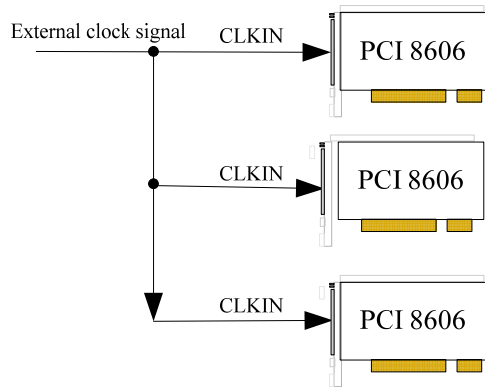 External clock signal
CLKIN
PCI 8606
CLKIN
PCI 8606
CLKIN
PCI 8606